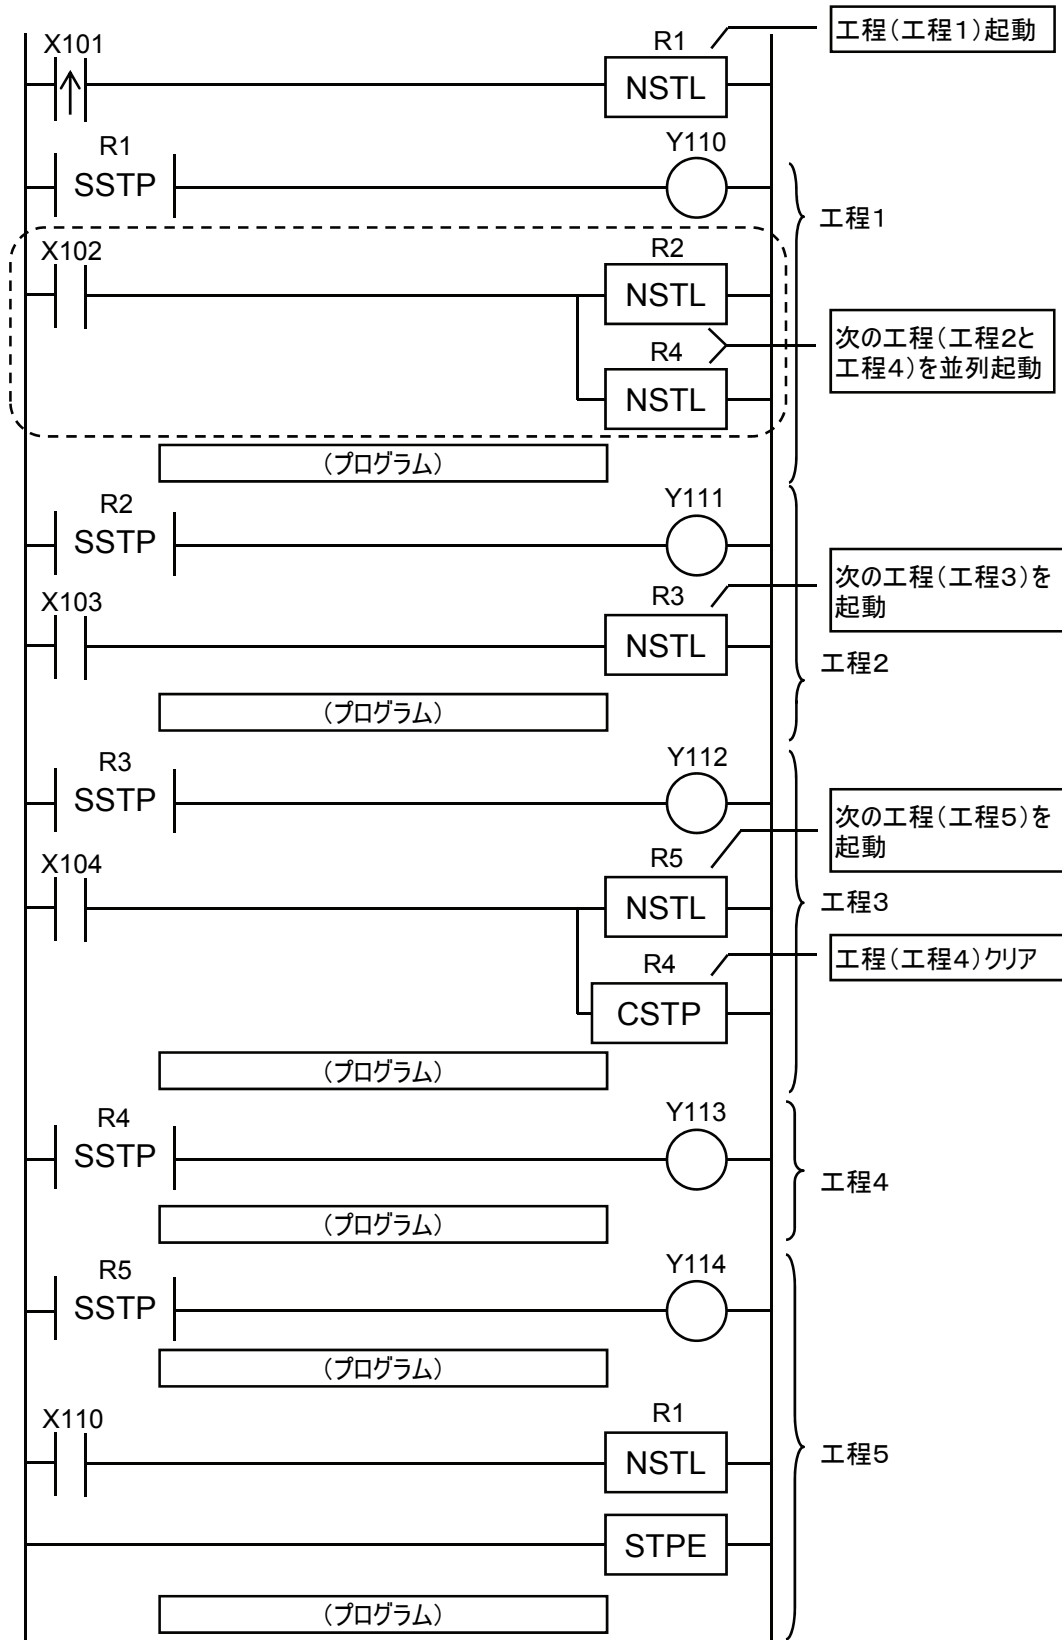 X101
R1
工程(工程1)起動
NSTL
R1
SSTP
Y110
工程1
X102
R2
NSTL
R4
NSTL
次の工程(工程2と
工程4)を並列起動
(プログラム)
R2
SSTP
Y111
X103
R3
NSTL
次の工程(工程3)を
起動
工程2
(プログラム)
R3
SSTP
Y112
X104
R5
NSTL
次の工程(工程5)を
起動
工程3
R4
CSTP
工程(工程4)クリア
(プログラム)
R4
SSTP
Y113
工程4
(プログラム)
R5
SSTP
Y114
(プログラム)
X110
R1
NSTL
工程5
STPE
(プログラム)